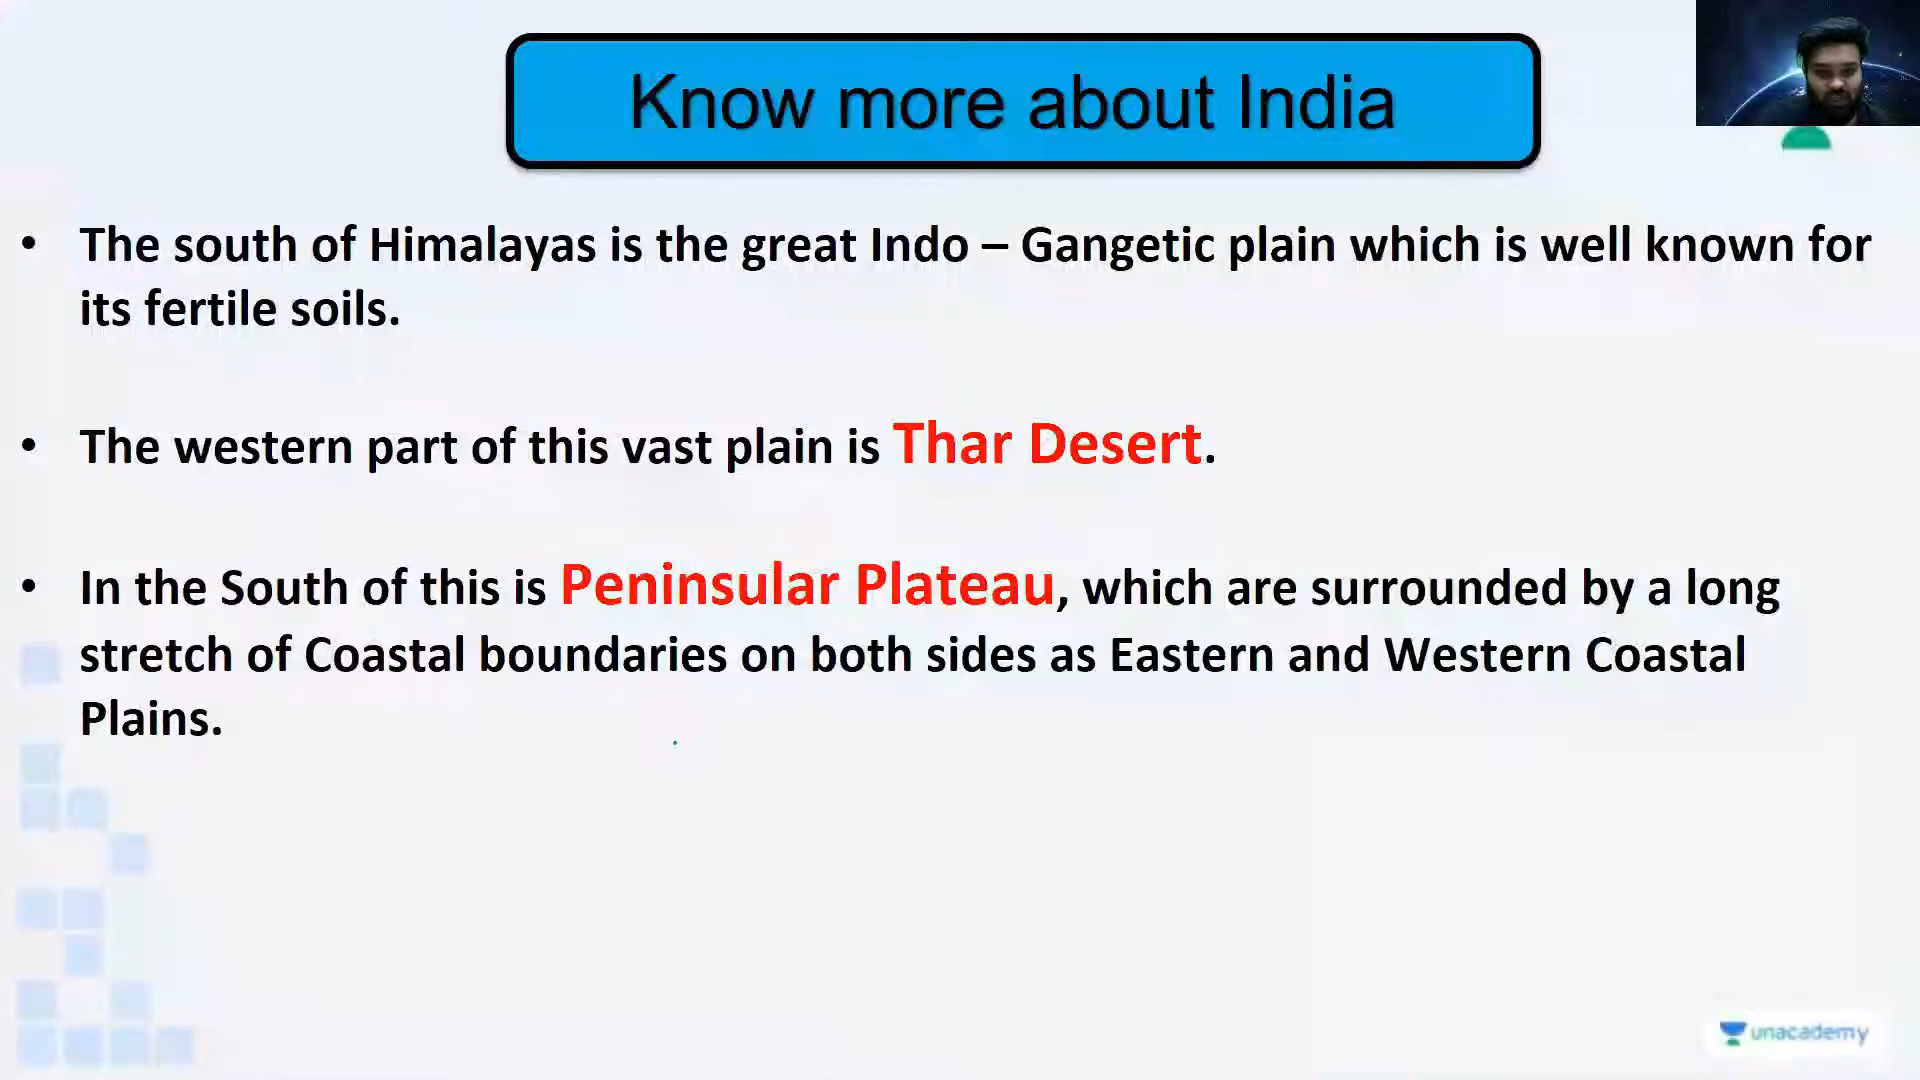 Know more about India
• The south of Himalayas is the great Indo – Gangetic plain which is well known for
its fertile soils.
• The western part of this vast plain is Thar Desert.
• In the South of this is Peninsular Plateau, which are surrounded by a long
stretch of Coastal boundaries on both sides as Eastern and Western Coastal
Plains.
unacademy